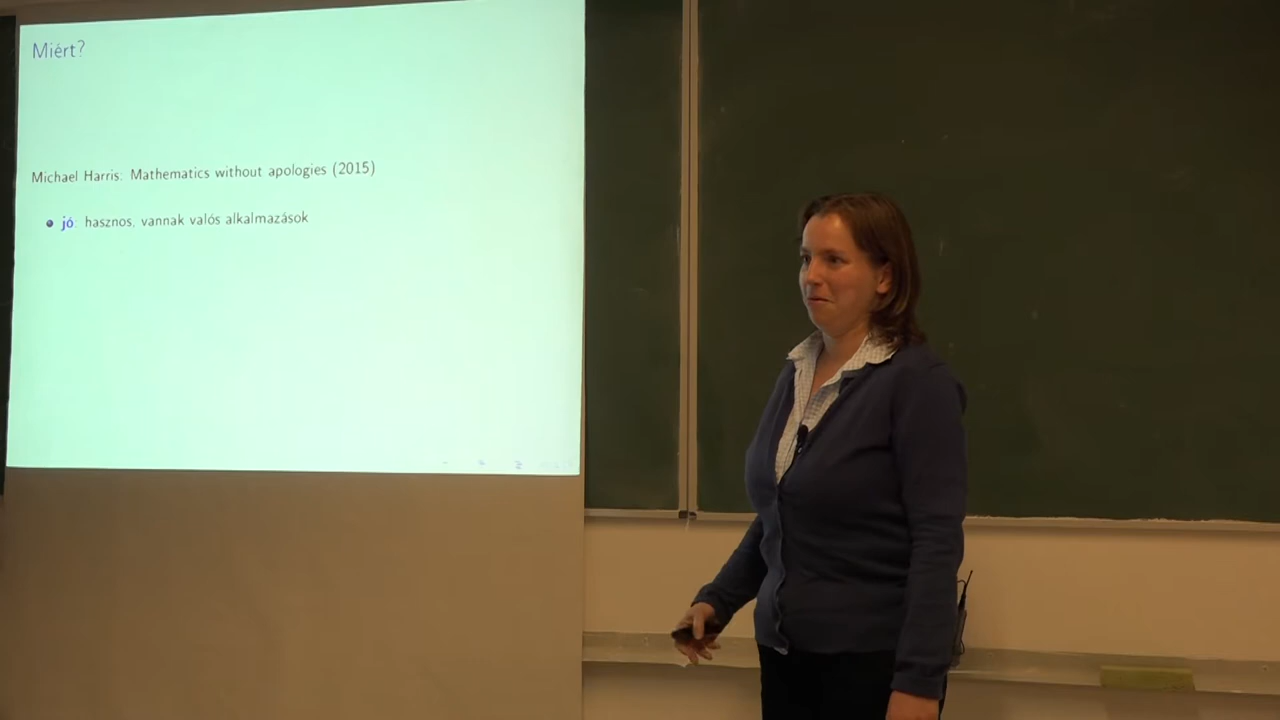 Miért?
Michael Harris: Mathematics without apologies (2015)
jó: hasznos, vannak valós alkalmazások